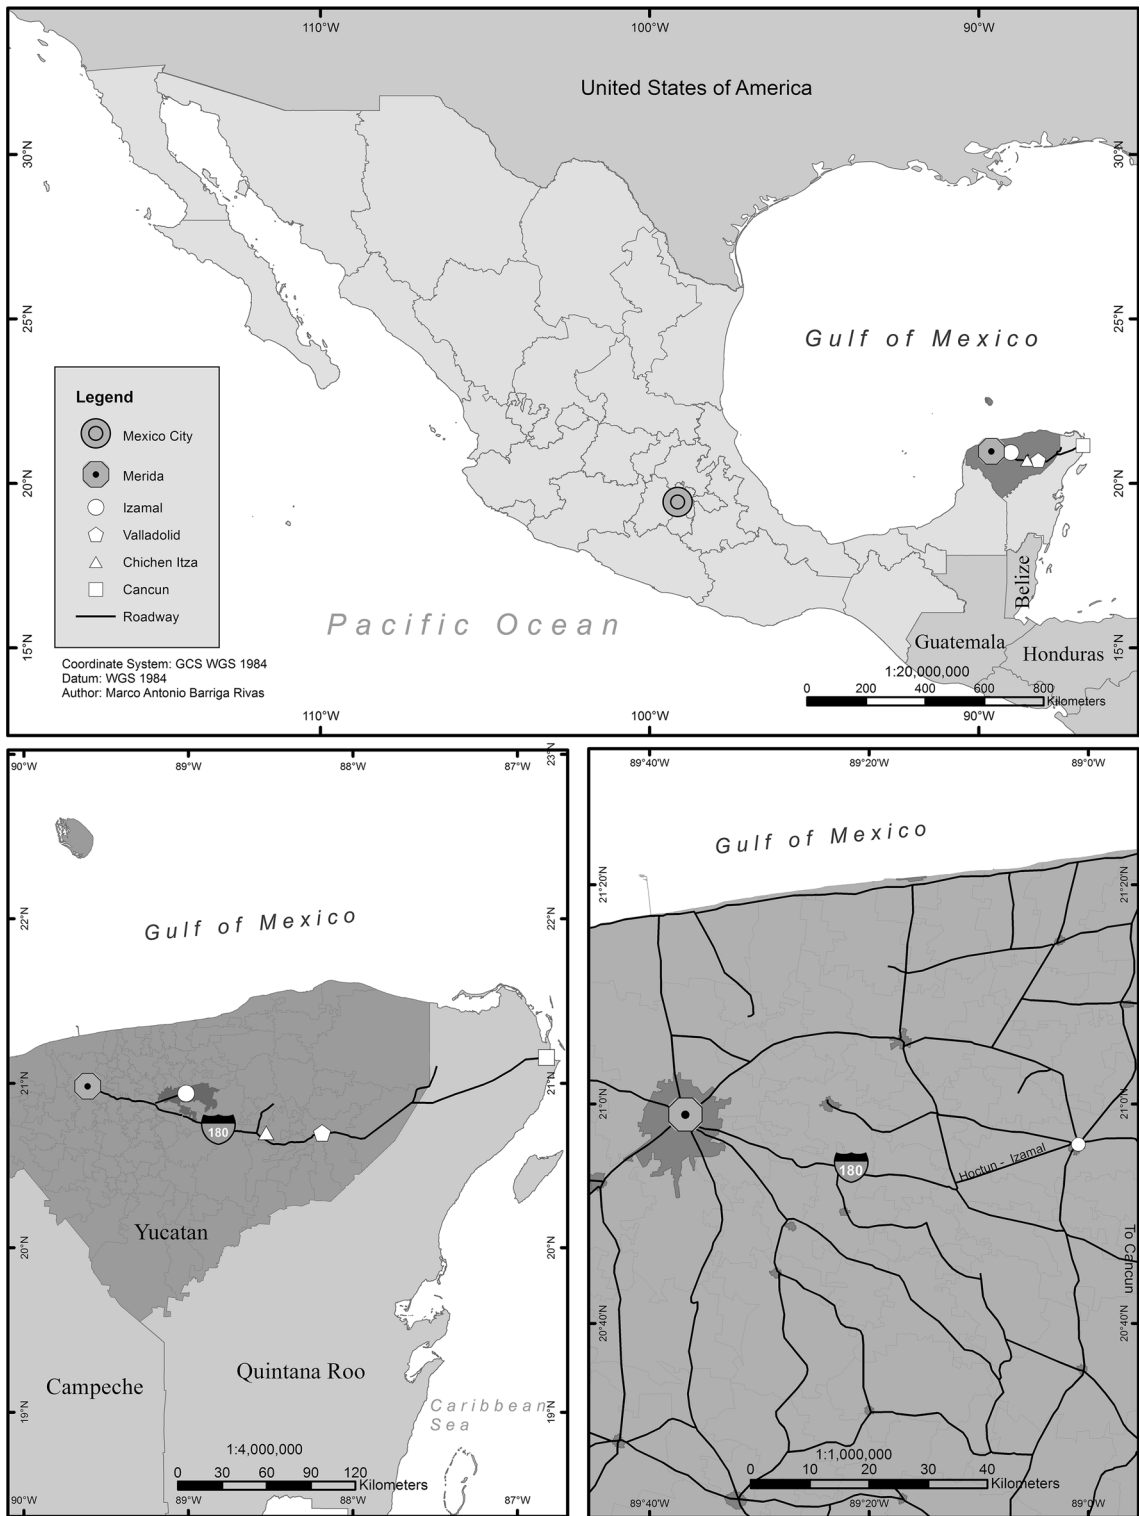 110°W
100°W
90°W
United States of America
30°N
30°N
25°N
25°N
Gulf of Mexico
Legend
Mexico City
Merida
Izamal
Valladolid
Chichen Itza
Cancun
Roadway
20°N
20°N
Belize
Pacific Ocean
Guatemala
Honduras
15°N
15°N
Coordinate System: GCS WGS 1984
Datum: WGS 1984
Author: Marco Antonio Barriga Rivas
1:20,000,000
0 200 400 600 800
Kilometers
110°W
100°W
90°W
90°W
89°W
88°W
87°W
23°N
Gulf of Mexico
22°N
22°N
21°N
21°N
180
Yucatan
20°N
20°N
Quintana Roo
Campeche
Caribbean
Sea
19°N
19°N
1:4,000,000
0 30 60 90 120
Kilometers
90°W
89°W
88°W
87°W
89°40'W
89°20'W
89°0'W
Gulf of Mexico
21°20'N
21°20'N
21°0'N
21°0'N
180
Hoctun - Izamal
To Cancun
20°40'N
20°40'N
1:1,000,000
0 10 20 30 40
Kilometers
89°40'W
89°20'W
89°0'W